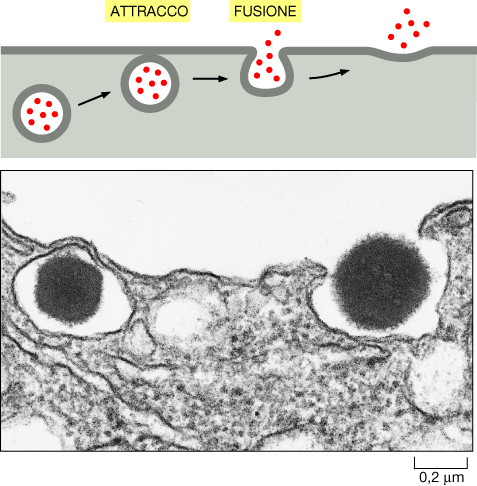 ATTRACCO
FUSIONE
0,2 μm